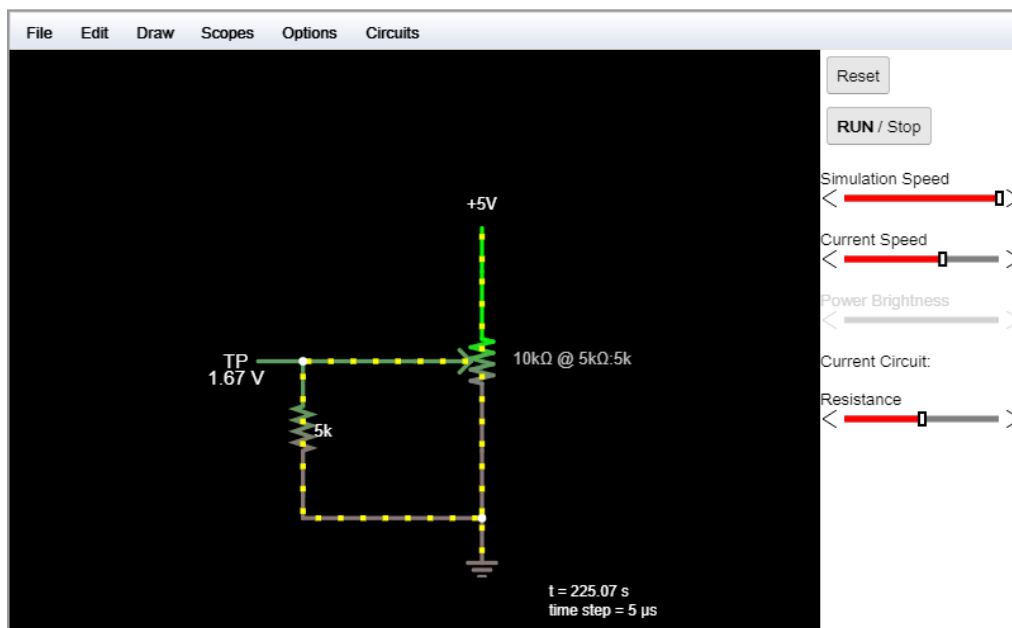 File Edit Draw Scopes Options Circuits
Reset
RUN / Stop
Simulation Speed
Current Speed
Power Brightness
Current Circuit:
Resistance
+5V
TP
1.67 V
10kΩ @ 5kΩ:5k
5k
t = 225.07 s
time step = 5 μs